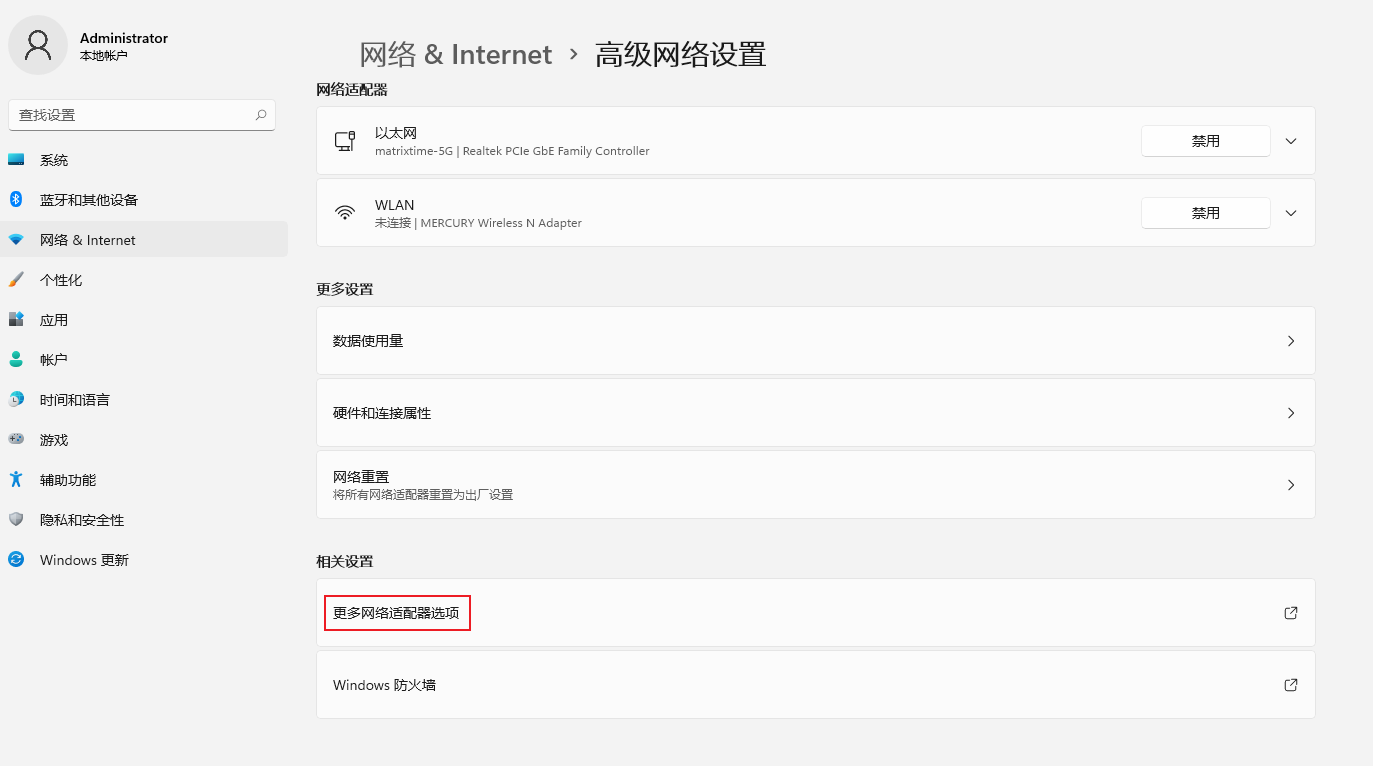 Administrator
本地帐户
查找设置
系统
蓝牙和其他设备
网络 & Internet
个性化
应用
帐户
时间和语言
游戏
辅助功能
隐私和安全性
Windows 更新
网络 & Internet › 高级网络设置
网络适配器
以太网
matrixtime-5G | Realtek PCIe GbE Family Controller
禁用
WLAN
未连接 | MERCURY Wireless N Adapter
禁用
更多设置
数据使用量
硬件和连接属性
网络重置
将所有网络适配器重置为出厂设置
相关设置
更多网络适配器选项
Windows 防火墙